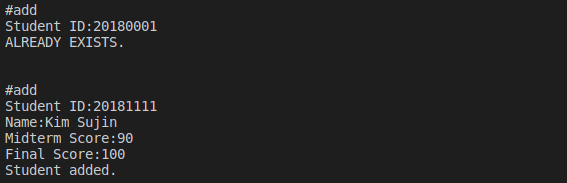 #add
Student ID:20180001
ALREADY EXISTS.
#add
Student ID:20181111
Name:Kim Sujin
Midterm Score:90
Final Score:100
Student added.